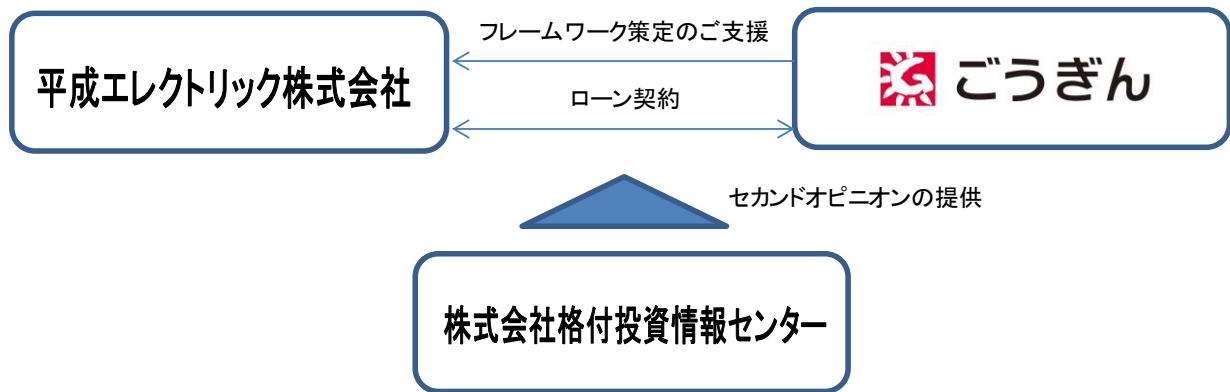 フレームワーク策定のご支援
平成エレクトリック株式会社
ごうぎん
ローン契約
セカンドオピニオンの提供
株式会社格付投資情報センター